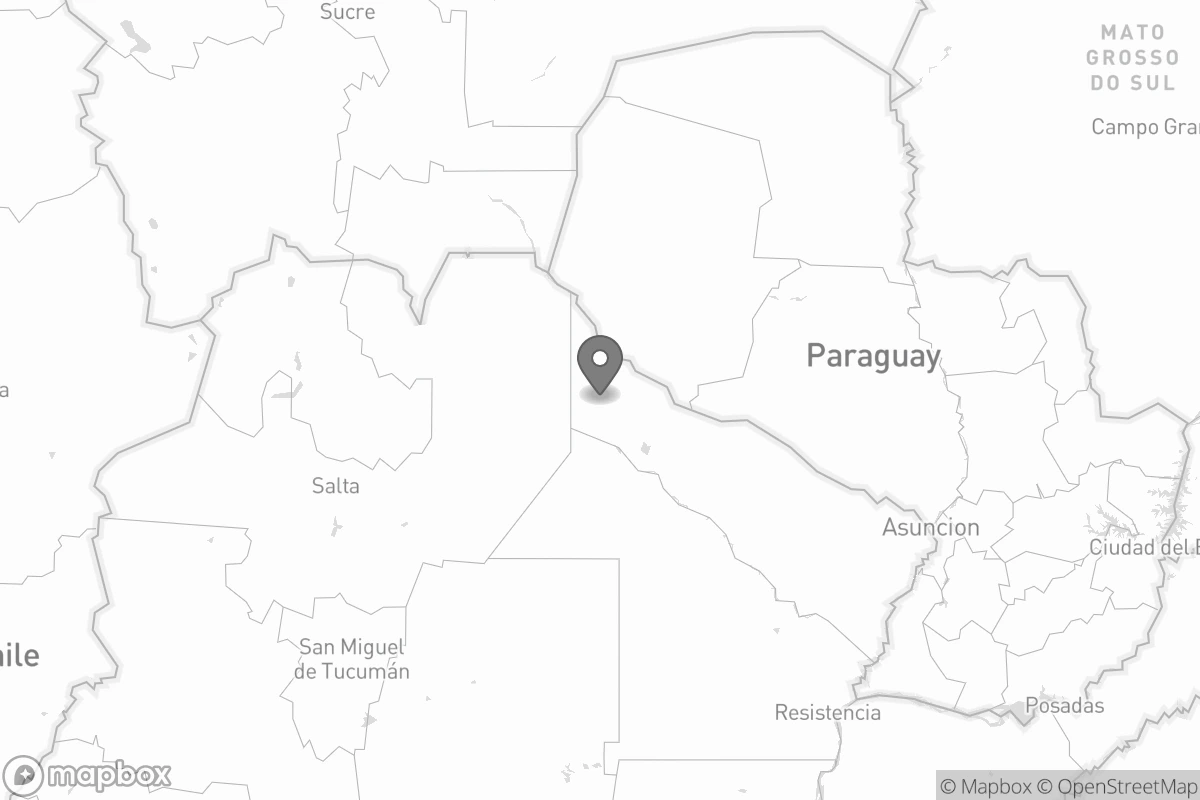 Sucre
MATO
GROSSO
DO SUL
Campo Gra
Paraguay
a
Salta
Asuncion
Ciudad del E
San Miguel
de Tucumán
hile
Resistencia
Posadas
mapbox
© Mapbox © OpenStreetMap